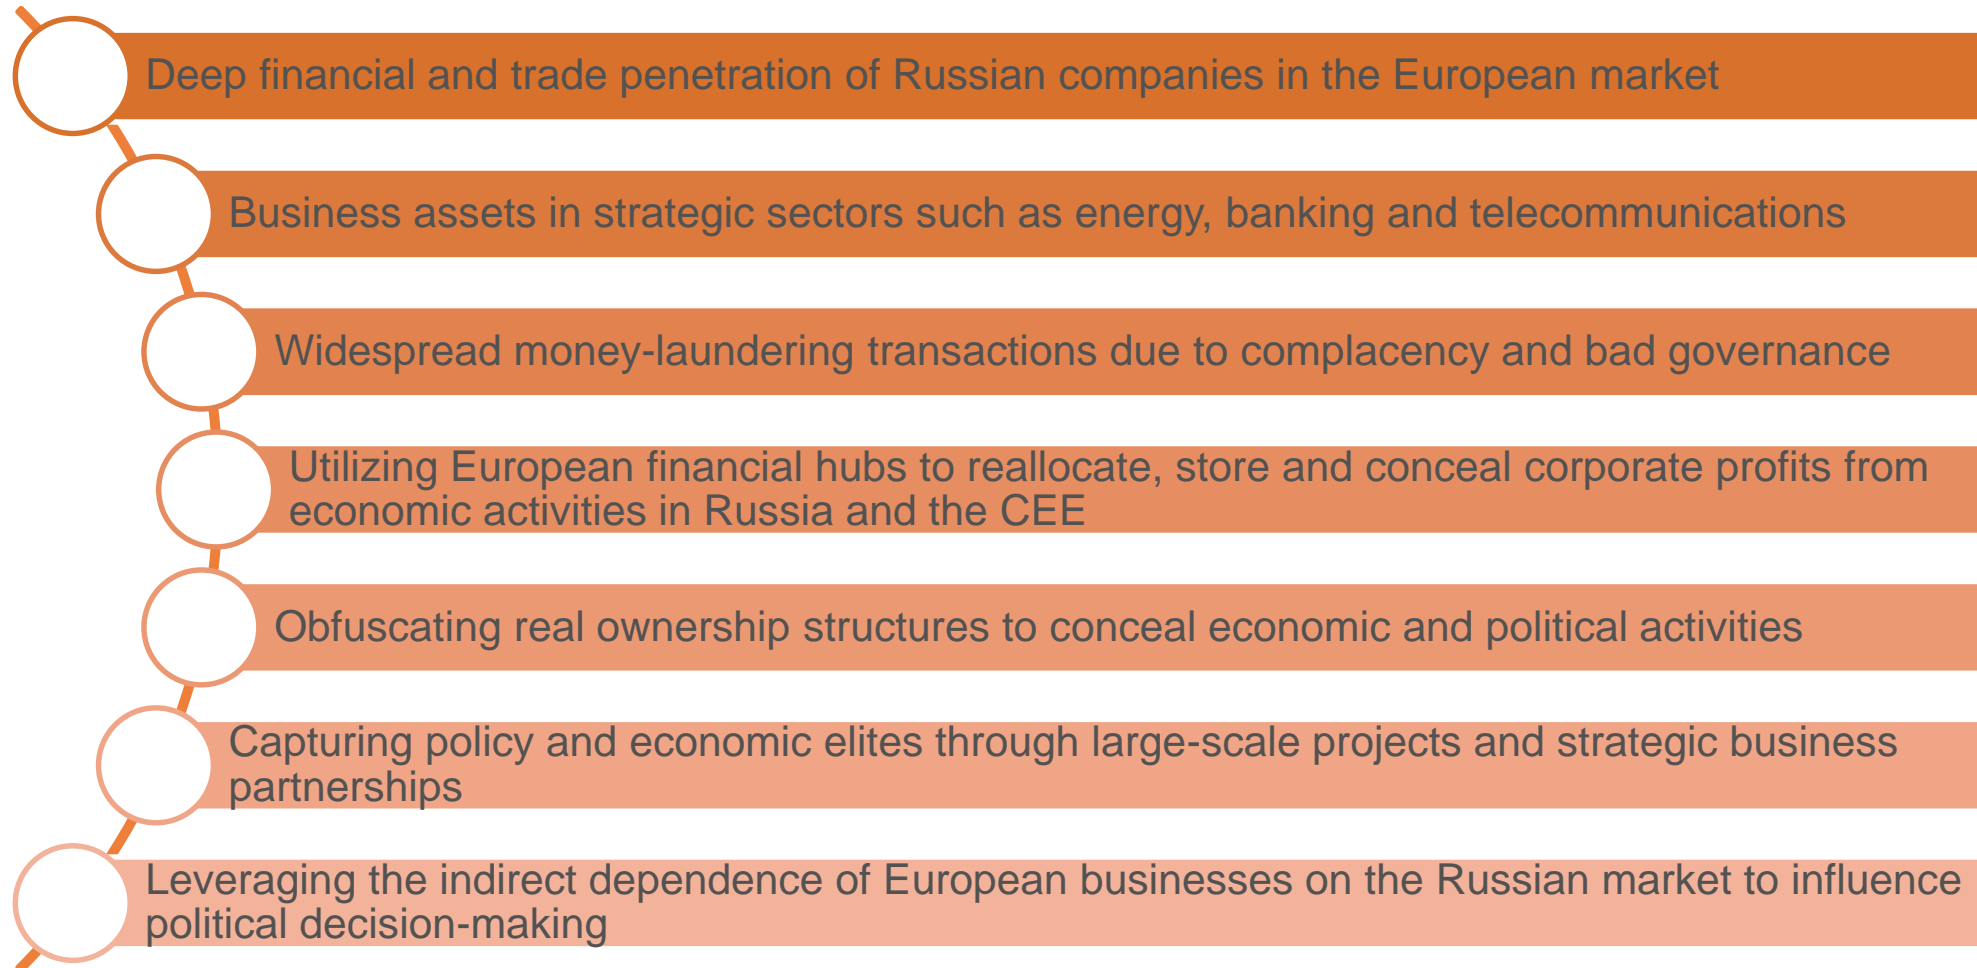 Deep financial and trade penetration of Russian companies in the European market
Business assets in strategic sectors such as energy, banking and telecommunications
Widespread money-laundering transactions due to complacency and bad governance
Utilizing European financial hubs to reallocate, store and conceal corporate profits from
economic activities in Russia and the CEE
Obfuscating real ownership structures to conceal economic and political activities
Capturing policy and economic elites through large-scale projects and strategic business
partnerships
Leveraging the indirect dependence of European businesses on the Russian market to influence
political decision-making